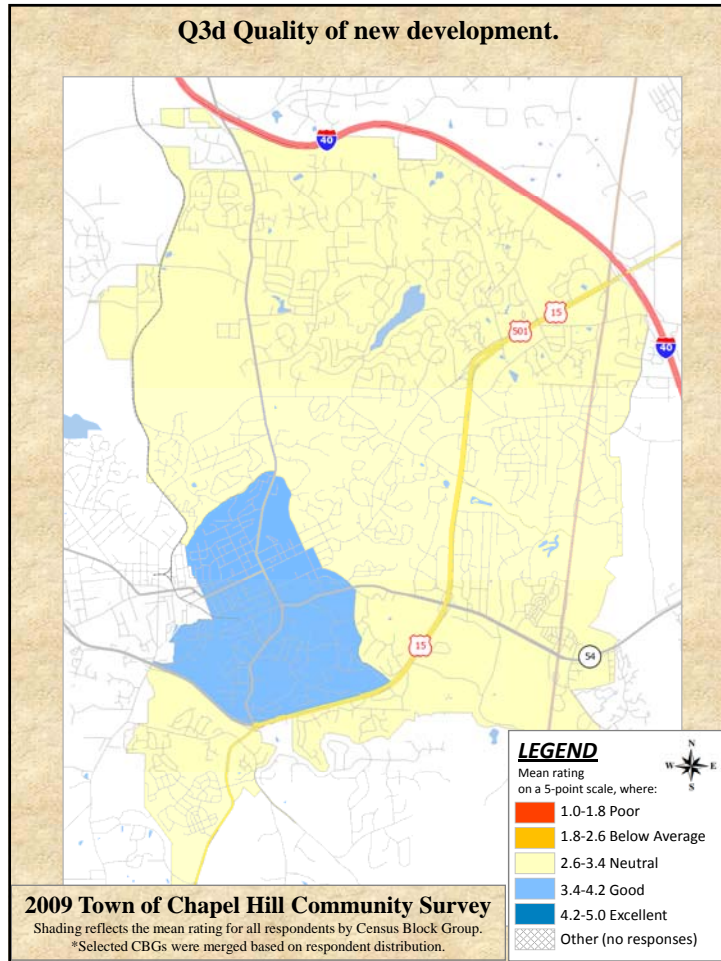 Q3d Quality of new development.
40
15
501
40
15
54
LEGEND
N
W E
S
Mean rating
on a 5-point scale, where:
1.0-1.8 Poor
1.8-2.6 Below Average
2.6-3.4 Neutral
3.4-4.2 Good
4.2-5.0 Excellent
Other (no responses)
2009 Town of Chapel Hill Community Survey
Shading reflects the mean rating for all respondents by Census Block Group.
*Selected CBGs were merged based on respondent distribution.